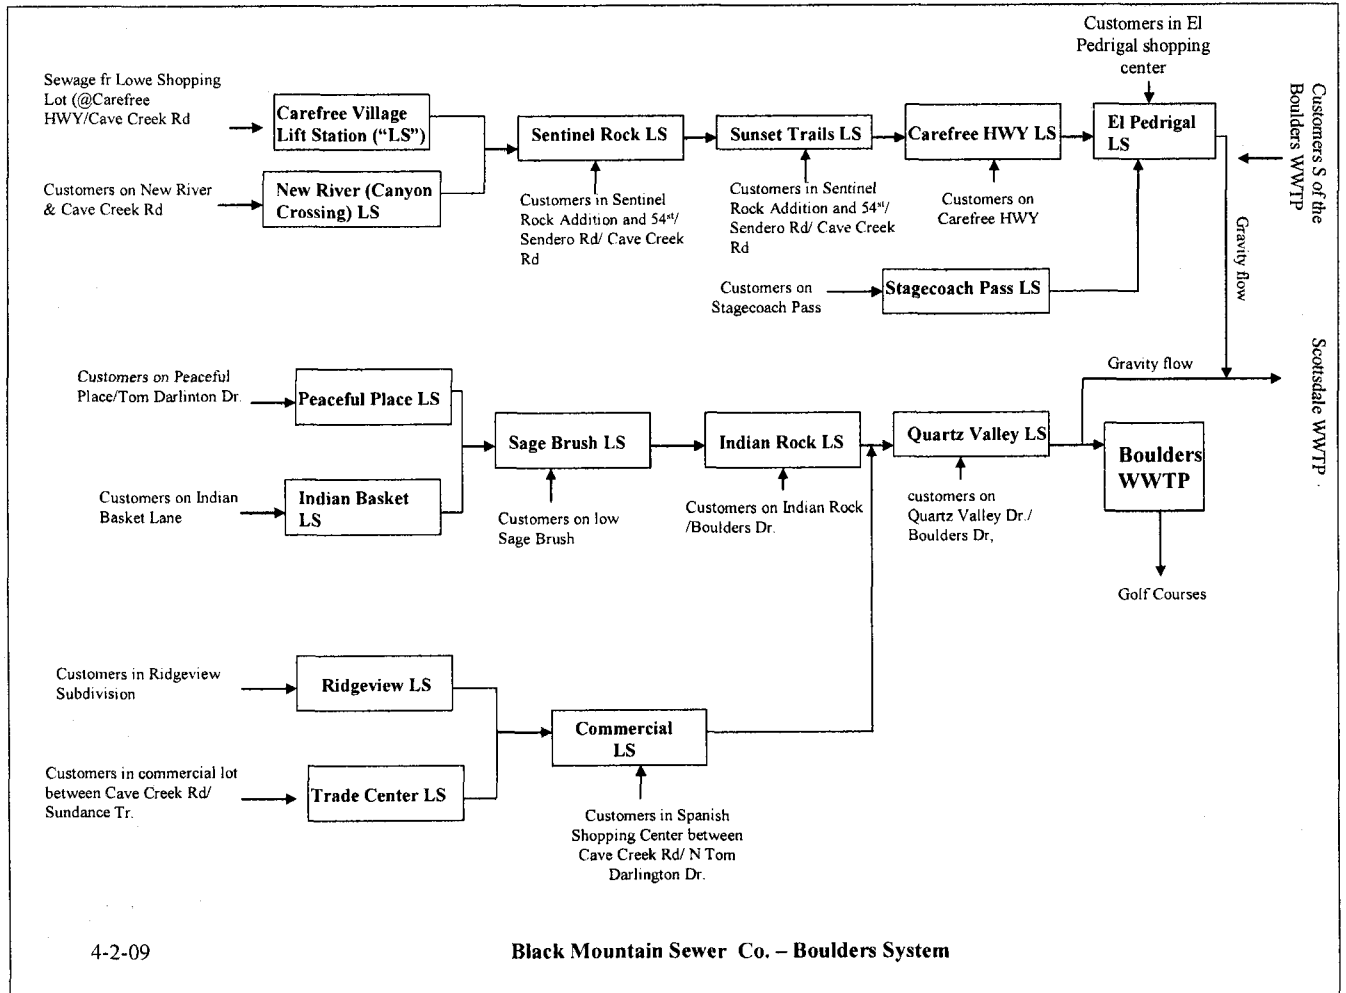 Customers in El
Pedrigal shopping
center
Sewage fr Lowe Shopping
Lot (@Carefree
HWY/Cave Creek Rd
Carefree Village
Lift Station ("LS")
Customers on New River
& Cave Creek Rd
New River (Canyon
Crossing) LS
Sentinel Rock LS
Customers in Sentinel
Rock Addition and 54st/
Sendero Rd/ Cave Creek
Rd
Sunset Trails LS
Customers in Sentinel
Rock Addition and 54st/
Sendero Rd/ Cave Creek
Rd
Carefree HWY LS
Customers on
Carefree HWY
El Pedrigal
LS
Customers S of the
Boulders WWTP
Gravity flow
Customers on
Stagecoach Pass
Stagecoach Pass LS
Scottsdale WWTP
Gravity flow
Customers on Peaceful
Place/Tom Darlinton Dr.
Peaceful Place LS
Customers on Indian
Basket Lane
Indian Basket
LS
Sage Brush LS
Customers on low
Sage Brush
Indian Rock LS
Customers on Indian Rock
/Boulders Dr.
Quartz Valley LS
customers on
Quartz Valley Dr./
Boulders Dr,
Boulders
WWTP
Golf Courses
Customers in Ridgeview
Subdivision
Ridgeview LS
Customers in commercial lot
between Cave Creek Rd/
Sundance Tr.
Trade Center LS
Commercial
LS
Customers in Spanish
Shopping Center between
Cave Creek Rd/ N Tom
Darlington Dr.
4-2-09
Black Mountain Sewer Co. – Boulders System